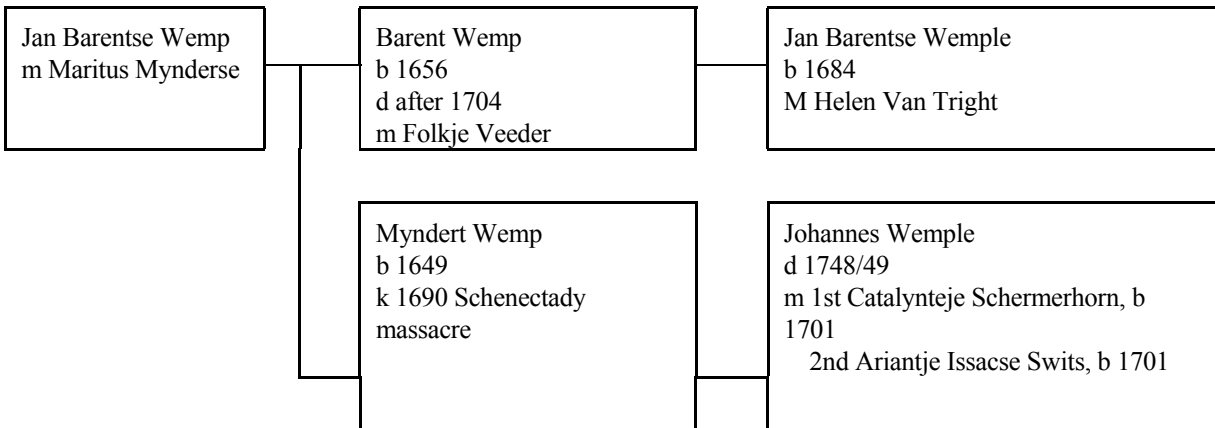 Jan Barentse Wemp
m Maritus Mynderse
Barent Wemp
b 1656
d after 1704
m Folkje Veeder
Jan Barentse Wemple
b 1684
M Helen Van Tright
Myndert Wemp
b 1649
k 1690 Schenectady
massacre
Johannes Wemple
d 1748/49
m 1st Catalynteje Schermerhorn, b
1701
2nd Ariantje Issacse Swits, b 1701